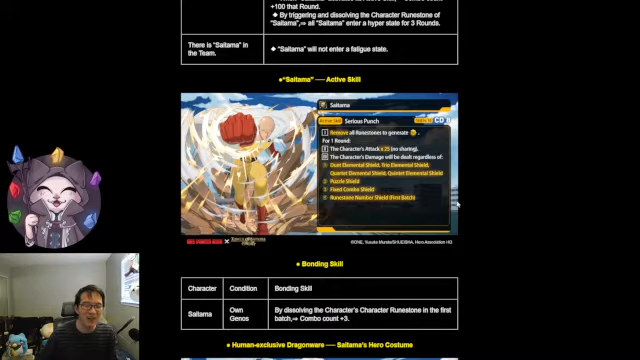 +100 that Round.
◆ By triggering and dissolving the Character Runestone of
"Saitama",⇒ all "Saitama" enter a hyper state for 3 Rounds.
There is "Saitama" in
the Team.
◆ "Saitama" will not enter a fatigue state.
●"Saitama" ── Active Skill
Saitama
Serious Punch
CD 8
Remove all Runestones to generate
For 1 Round:
The Character's Attack x 25 (no sharing).
The Character's Damage will be dealt regardless of:
Duet Elemental Shield, Trio Elemental Shield,
Quartet Elemental Shield, Quintet Elemental Shield
Puzzle Shield
Fixed Combo Shield
Runestone Number Shield (First Batch)
ONE PUNCH MAN X
©ONE, Yusuke Murata/SHUEISHA, Hero Association HQ
● Bonding Skill
Character
Condition
Bonding Skill
Saitama
Own
Genos
By dissolving the Character's Character Runestone in the first
batch,⇒ Combo count +3.
● Human-exclusive Dragonware ── Saitama's Hero Costume